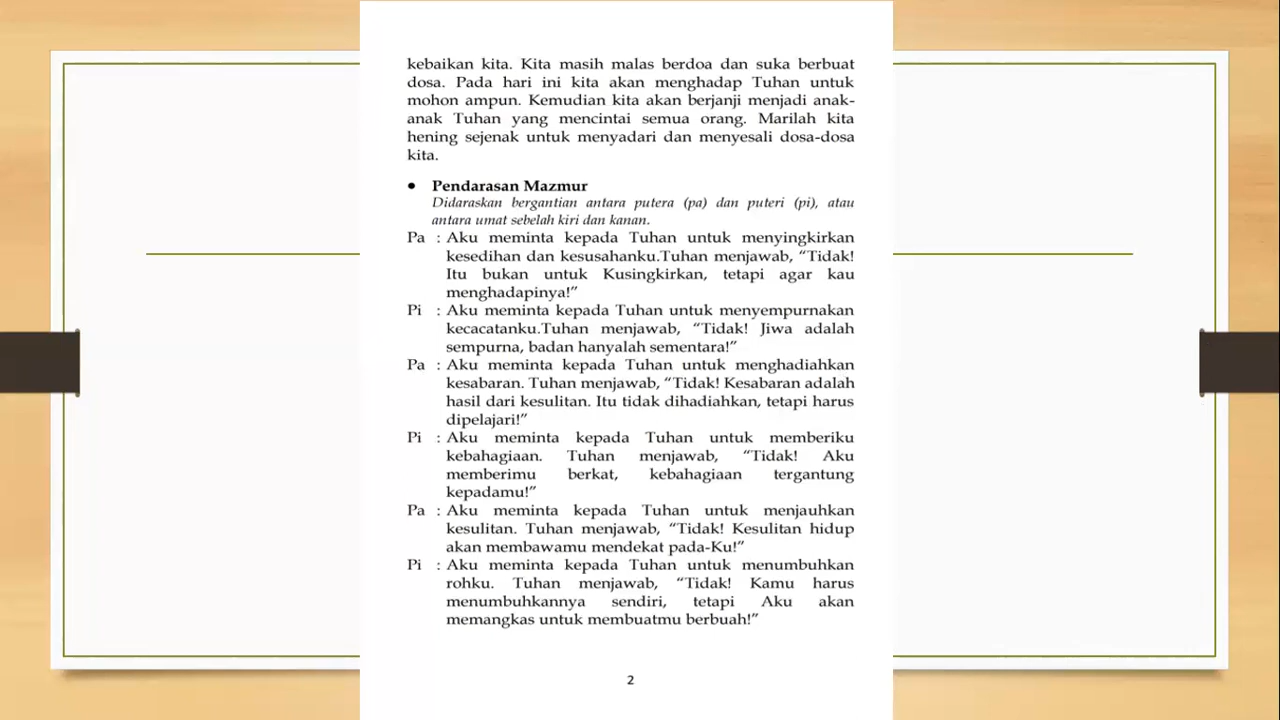 kebaikan kita. Kita masih malas berdoa dan suka berbuat
dosa. Pada hari ini kita akan menghadap Tuhan untuk
mohon ampun. Kemudian kita akan berjanji menjadi anak-
anak Tuhan yang mencintai semua orang. Marilah kita
hening sejenak untuk menyadari dan menyesali dosa-dosa
kita.
• Pendarasan Mazmur
Didaraskan bergantian antara putera (pa) dan puteri (pi), atau
antara umat sebelah kiri dan kanan.
Pa : Aku meminta kepada Tuhan untuk menyingkirkan
kesedihan dan kesusahanku.Tuhan menjawab, “Tidak!
Itu bukan untuk Kusingkirkan, tetapi agar kau
menghadapinya!”
Pi : Aku meminta kepada Tuhan untuk menyempurnakan
kecacatanku.Tuhan menjawab, “Tidak! Jiwa adalah
sempurna, badan hanyalah sementara!”
Pa : Aku meminta kepada Tuhan untuk menghadiahkan
kesabaran. Tuhan menjawab, “Tidak! Kesabaran adalah
hasil dari kesulitan. Itu tidak dihadiahkan, tetapi harus
dipelajari!”
Pi : Aku meminta kepada Tuhan untuk memberiku
kebahagiaan. Tuhan menjawab, “Tidak! Aku
memberimu berkat, kebahagiaan tergantung
kepadamu!”
Pa : Aku meminta kepada Tuhan untuk menjauhkan
kesulitan. Tuhan menjawab, “Tidak! Kesulitan hidup
akan membawamu mendekat pada-Ku!”
Pi : Aku meminta kepada Tuhan untuk menumbuhkan
rohku. Tuhan menjawab, “Tidak! Kamu harus
menumbuhkannya sendiri, tetapi Aku akan
memangkas untuk membuatmu berbuah!”
2